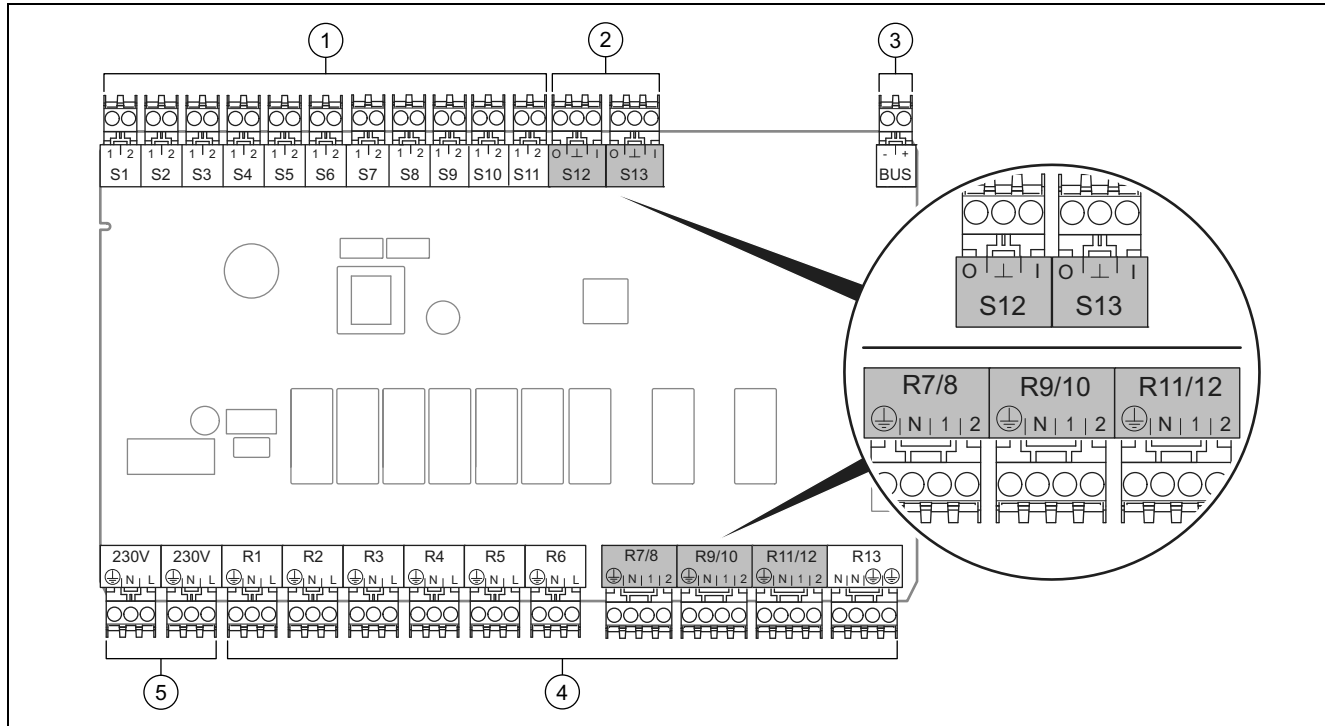 1 2 3
1 2 1 2 1 2 1 2 1 2 1 2 1 2 1 2 1 2 1 2 1 2 O ⊥ I O ⊥ I - +
S1 S2 S3 S4 S5 S6 S7 S8 S9 S10 S11 S12 S13 BUS
O ⊥ I O ⊥ I
S12 S13
R7/8 R9/10 R11/12
N 1 2 N 1 2 N 1 2
230V 230V R1 R2 R3 R4 R5 R6 R7/8 R9/10 R11/12 R13
N L N L N L N L N L N L N L N L N 1 2 N 1 2 N 1 2 N N
5 4